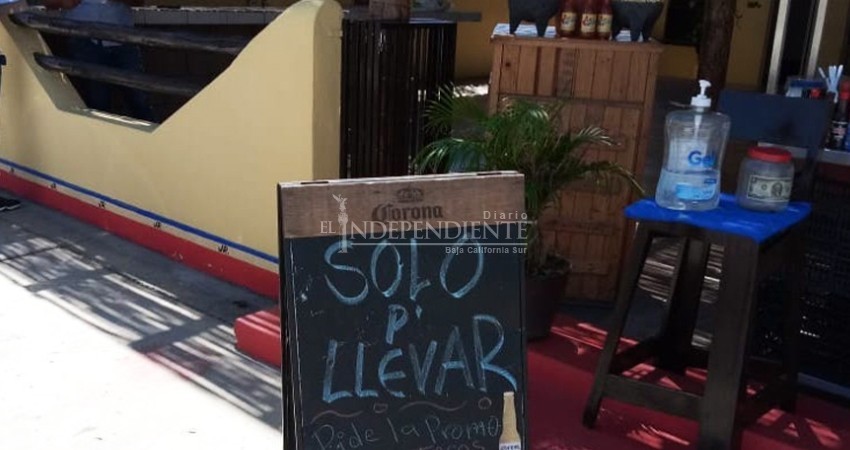 Corona
Diario
EL INDEPENDIENTE
Baja California Sur
SOLO
P'
LLEVAR
Pide la Promo
Gel